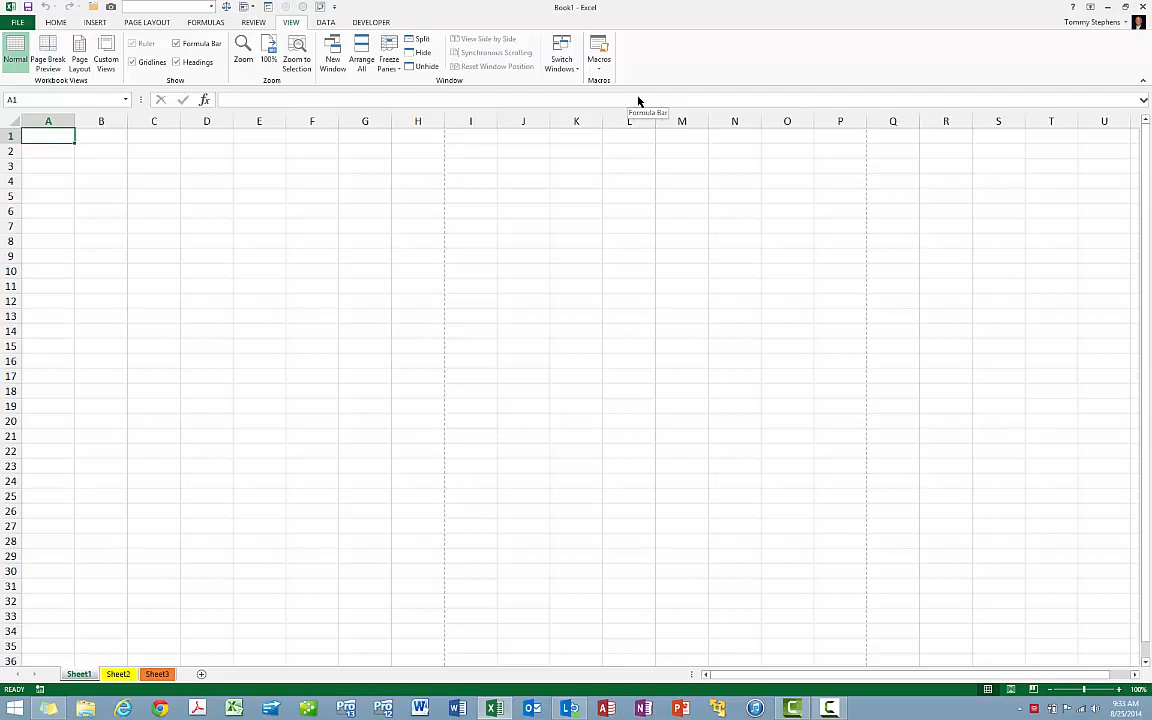 Book1 - Excel
FILE HOME INSERT PAGE LAYOUT FORMULAS REVIEW VIEW DATA DEVELOPER
Tommy Stephens
Normal
Page Break Preview
Page Layout
Custom Views
Ruler
Formula Bar
Gridlines
Headings
Zoom
100%
Zoom to Selection
New Window
Arrange All
Freeze Panes
Split
Hide
Unhide
View Side by Side
Synchronous Scrolling
Reset Window Position
Switch Windows
Macros
Workbook Views
Show
Zoom
Window
Macros
A1
fx
Formula Bar
A B C D E F G H I J K L M N O P Q R S T U
1
2
3
4
5
6
7
8
9
10
11
12
13
14
15
16
17
18
19
20
21
22
23
24
25
26
27
28
29
30
31
32
33
34
35
36
Sheet1 Sheet2 Sheet3
READY
100%
9:33 AM
8/25/2014